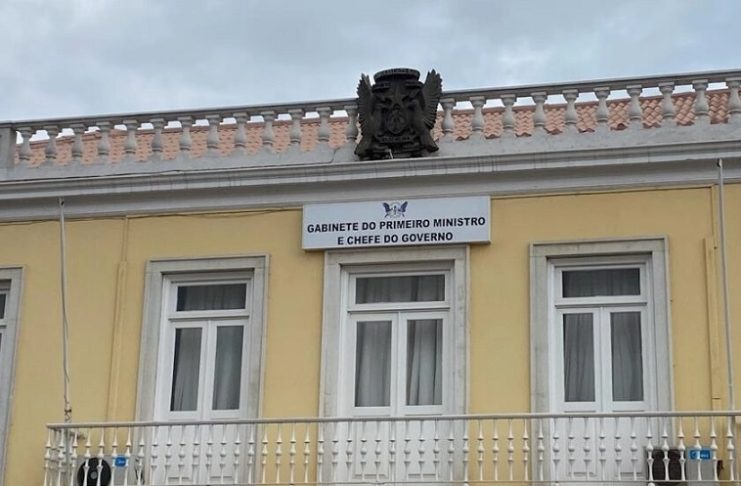 GABINETE DO PRIMEIRO MINISTRO
E CHEFE DO GOVERNO